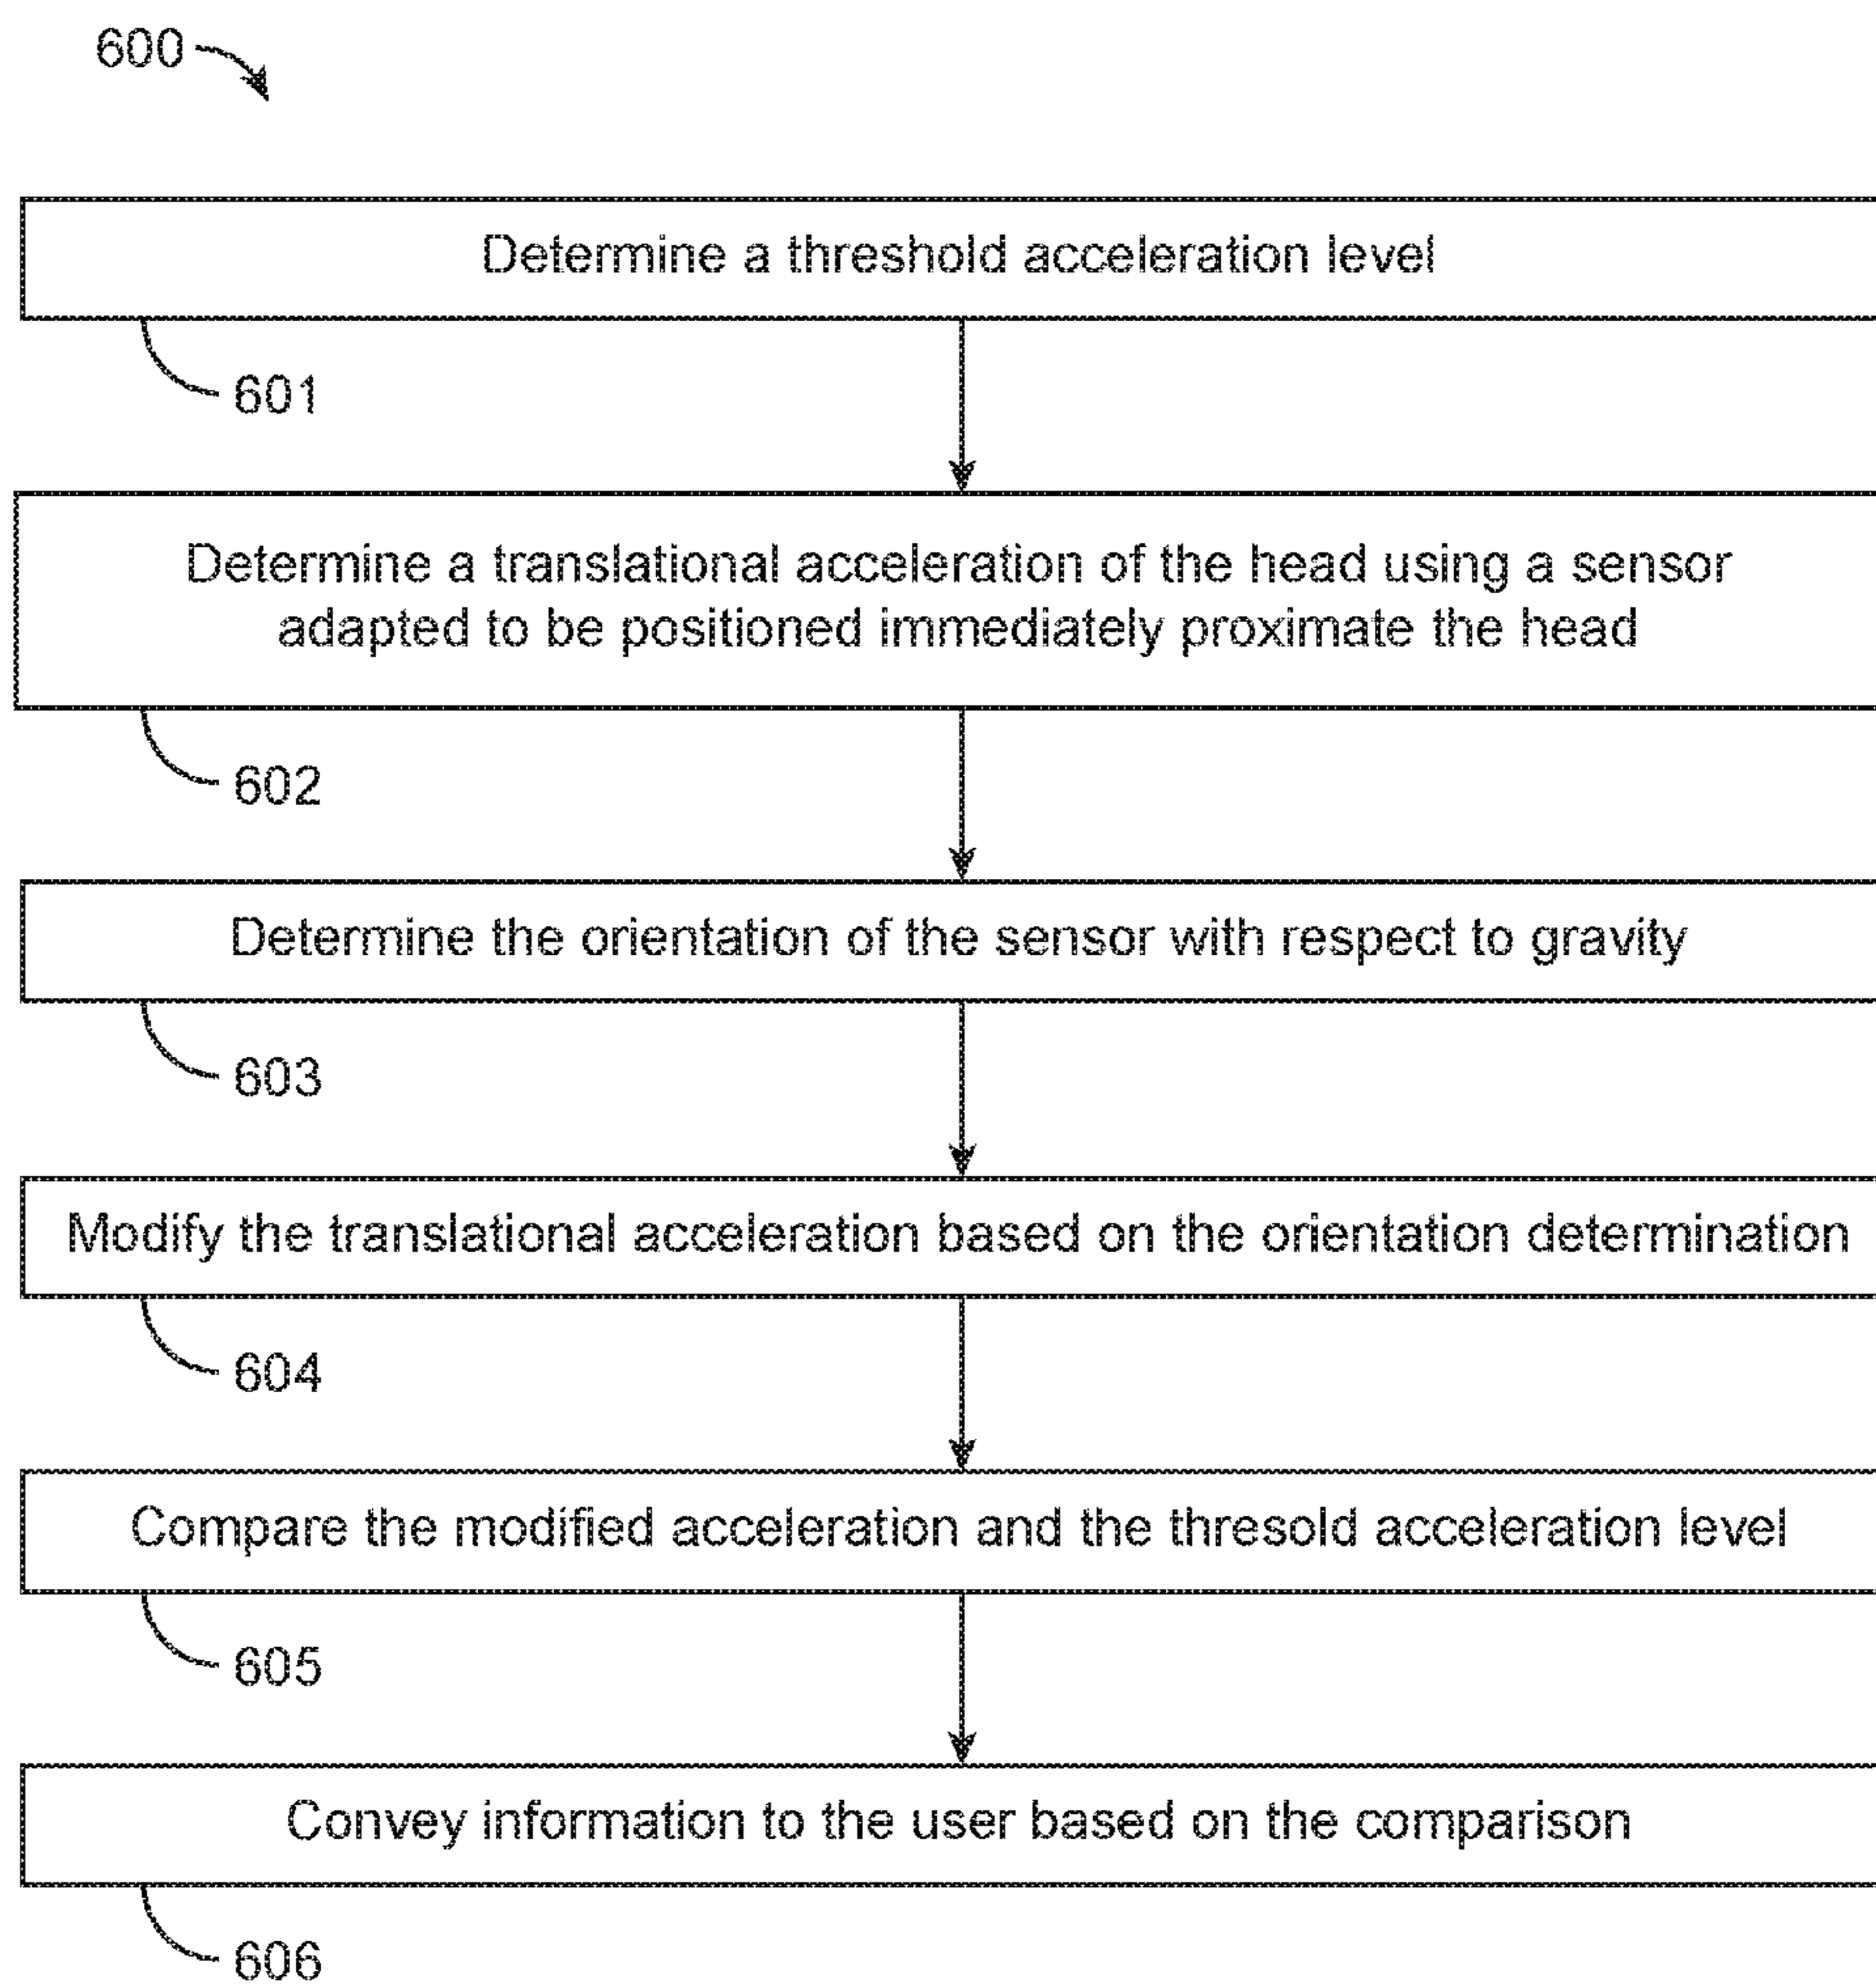 600
Determine a threshold acceleration level
601
Determine a translational acceleration of the head using a sensor
adapted to be positioned immediately proximate the head
602
Determine the orientation of the sensor with respect to gravity
603
Modify the translational acceleration based on the orientation determination
604
Compare the modified acceleration and the thresold acceleration level
605
Convey information to the user based on the comparison
606